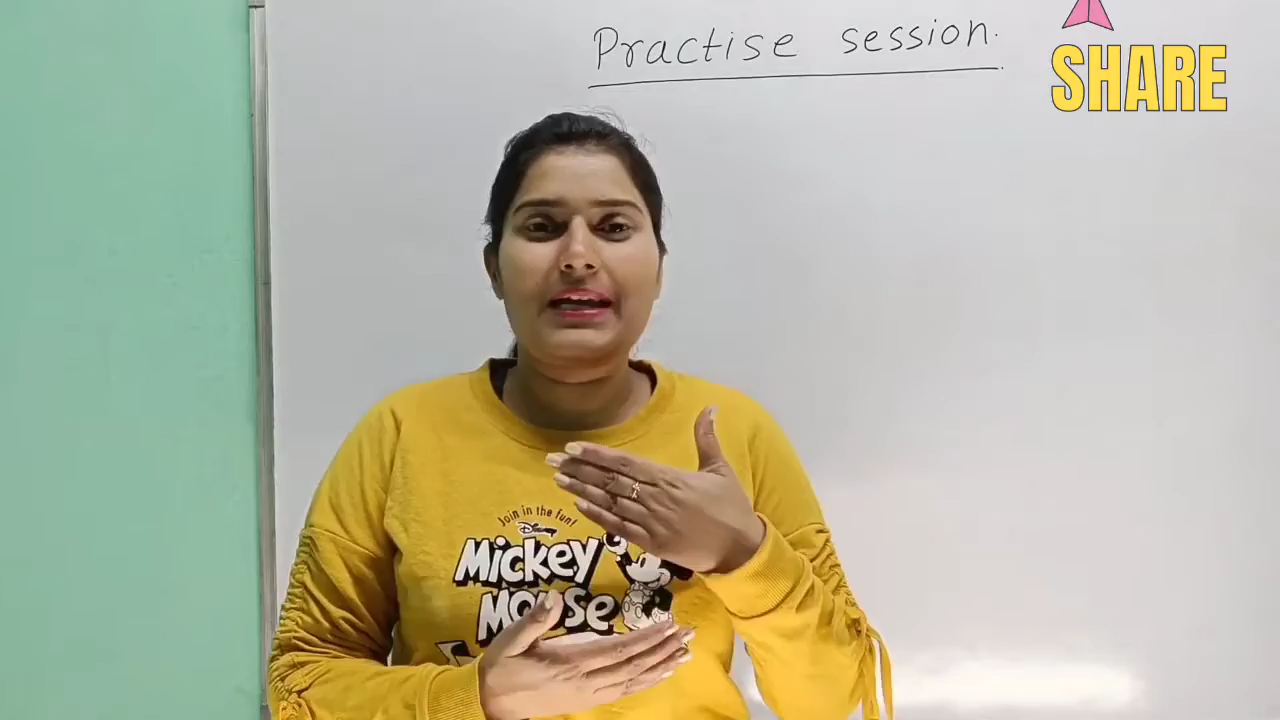 Practise session.
SHARE
Join in the fun!
Disney
Mickey
Mouse